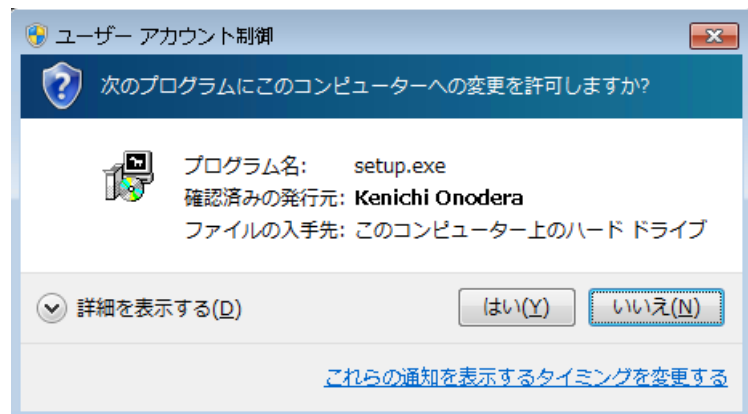 ユーザー アカウント制御
次のプログラムにこのコンピューターへの変更を許可しますか?
プログラム名: setup.exe
確認済みの発行元: Kenichi Onodera
ファイルの入手先: このコンピューター上のハード ドライブ
詳細を表示する(D) はい(Y) いいえ(N)
これらの通知を表示するタイミングを変更する